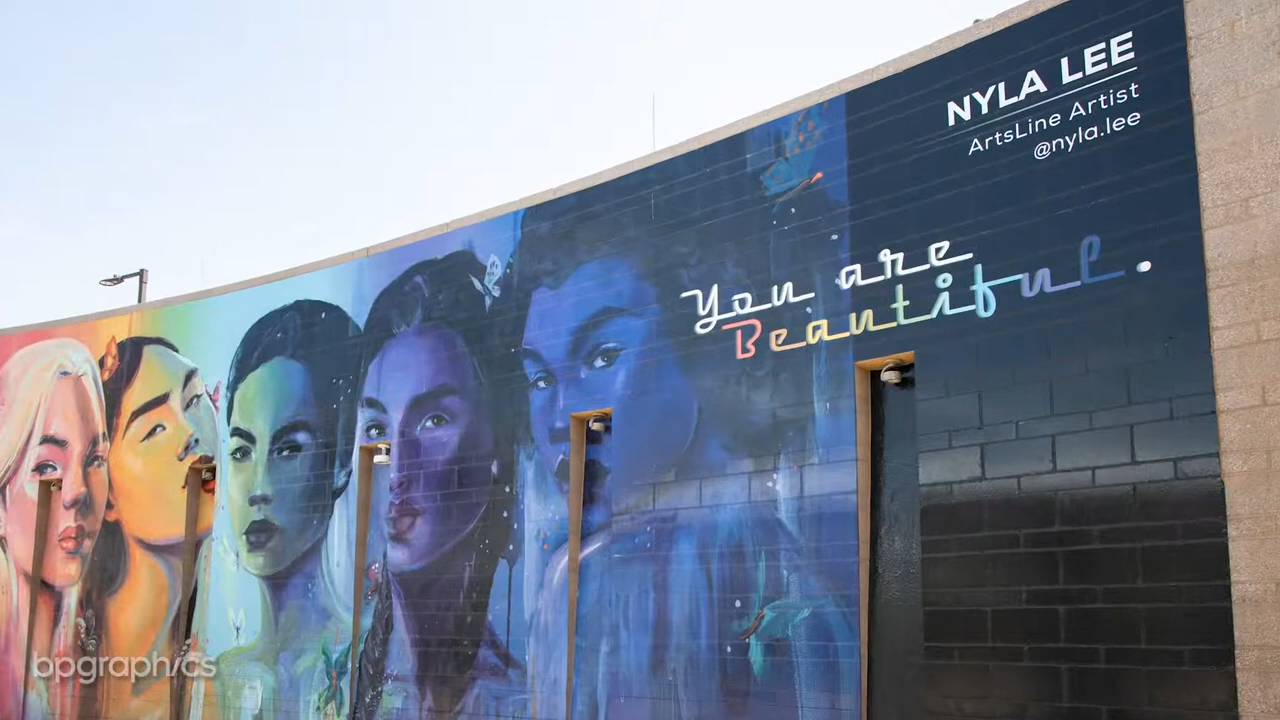 NYLA LEE
ArtsLine Artist
@nyla.lee
You are
Beautiful.
bpgraphics